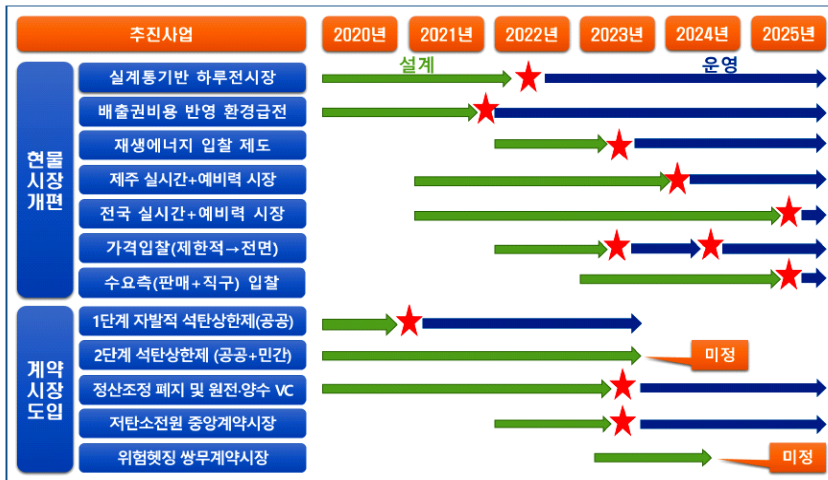 추진사업 2020년 2021년 2022년 2023년 2024년 2025년
설계 운영
현물
시장
개편
실계통기반 하루전시장
배출권비용 반영 환경급전
재생에너지 입찰 제도
제주 실시간+예비력 시장
전국 실시간+예비력 시장
가격입찰(제한적→전면)
수요측(판매+직구) 입찰
계약
시장
도입
1단계 자발적 석탄상한제(공공)
2단계 석탄상한제 (공공+민간) 미정
정산조정 폐지 및 원전·양수 VC
저탄소전원 중앙계약시장
위험헷징 쌍무계약시장 미정